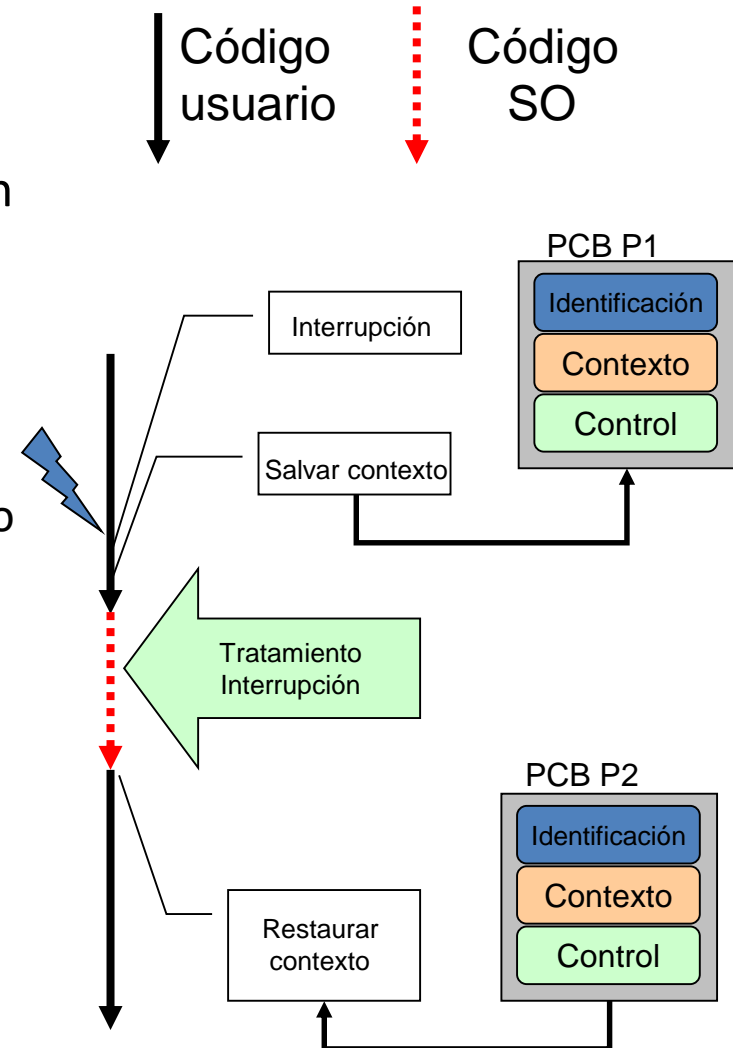 Código
usuario
Código
SO
n
PCB P1
Identificación
Contexto
Control
Interrupción
Salvar contexto
o
Tratamiento
Interrupción
PCB P2
Identificación
Contexto
Control
Restaurar
contexto